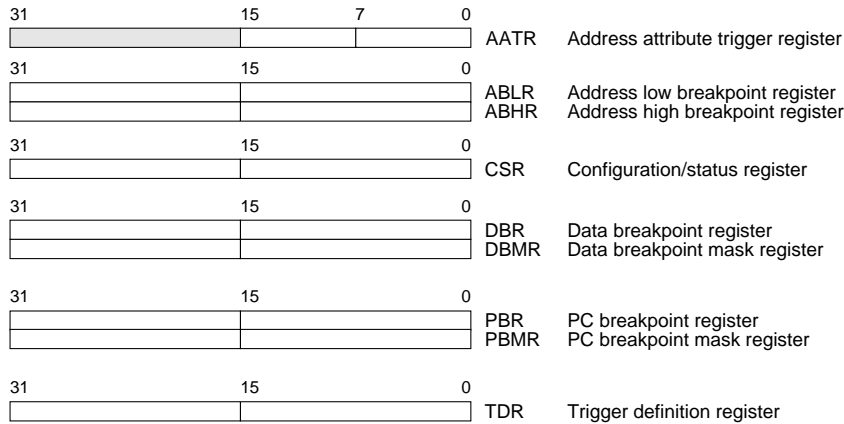 31 15 7 0
AATR Address attribute trigger register
31 15 0
ABLR Address low breakpoint register
ABHR Address high breakpoint register
31 15 0
CSR Configuration/status register
31 15 0
DBR Data breakpoint register
DBMR Data breakpoint mask register
31 15 0
PBR PC breakpoint register
PBMR PC breakpoint mask register
31 15 0
TDR Trigger definition register